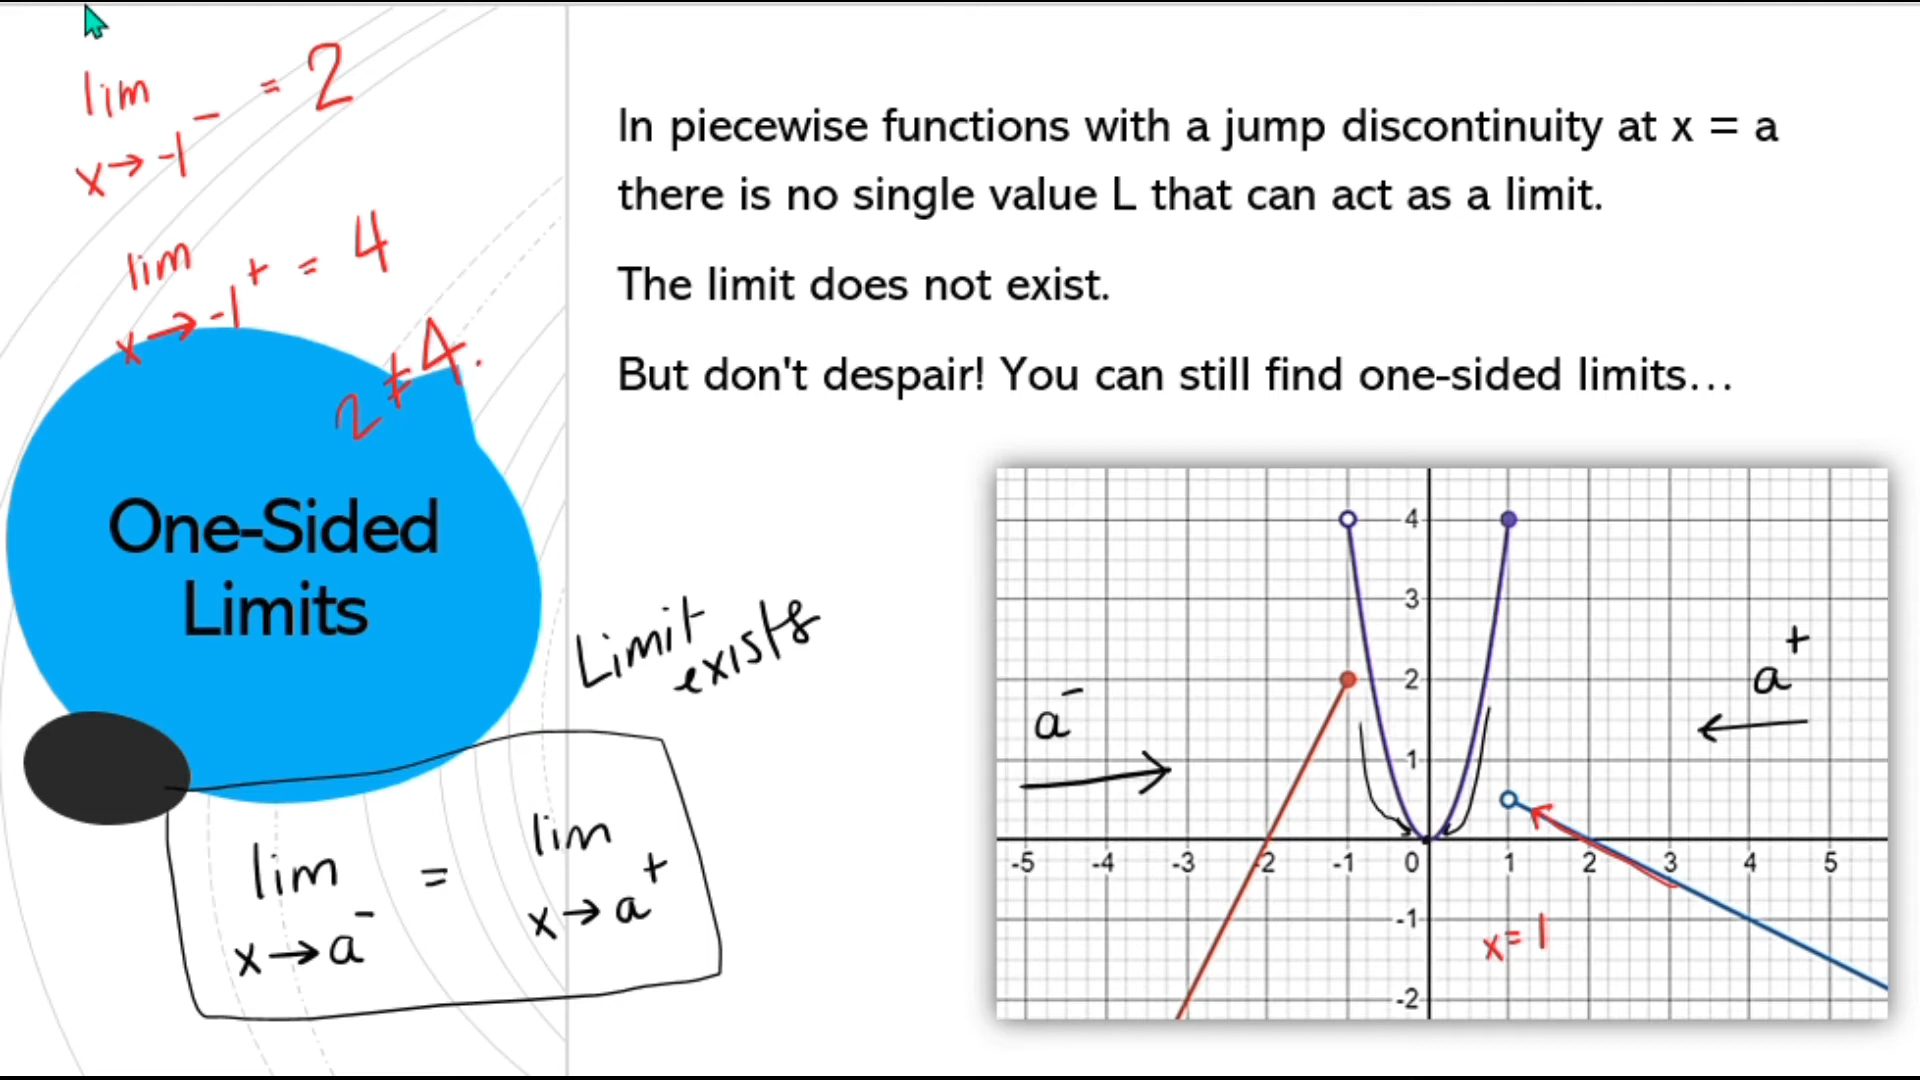 lim = 2
x→-1⁻
lim = 4
x→-1⁺
2≠4.
One-Sided
Limits
In piecewise functions with a jump discontinuity at x = a
there is no single value L that can act as a limit.
The limit does not exist.
But don't despair! You can still find one-sided limits...
Limit
exists
lim = lim
x→a⁻ x→a⁺
4
3
2
1
a⁻
a⁺
-5 -4 -3 -2 -1 0 1 2 3 4 5
-1
x=1
-2